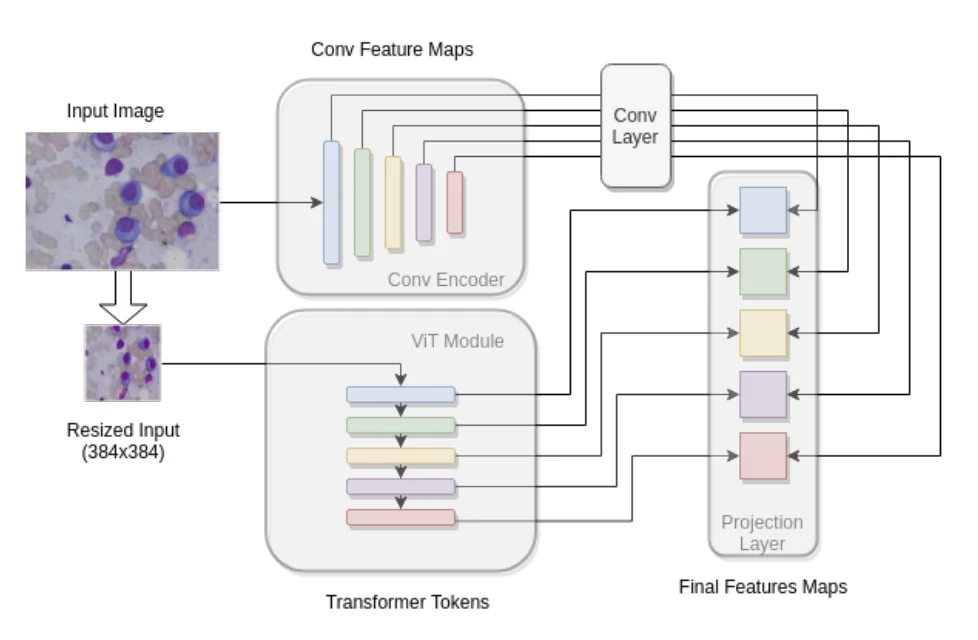 Conv Feature Maps
Input Image
Conv
Layer
Conv Encoder
ViT Module
Resized Input
(384x384)
Projection
Layer
Final Features Maps
Transformer Tokens